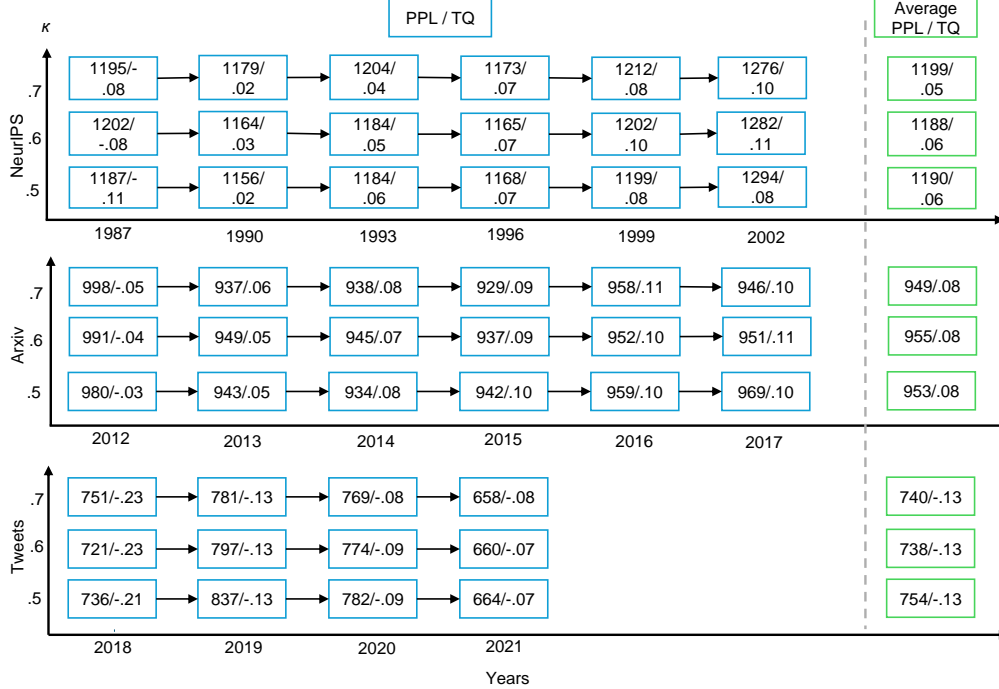 PPL / TQ
Average
PPL / TQ
κ
NeurIPS
.7
1195/-
.08
1179/
.02
1204/
.04
1173/
.07
1212/
.08
1276/
.10
1199/
.05
.6
1202/
-.08
1164/
.03
1184/
.05
1165/
.07
1202/
.10
1282/
.11
1188/
.06
.5
1187/-
.11
1156/
.02
1184/
.06
1168/
.07
1199/
.08
1294/
.08
1190/
.06
1987 1990 1993 1996 1999 2002
Arxiv
.7 998/-.05 937/.06 938/.08 929/.09 958/.11 946/.10 949/.08
.6 991/-.04 949/.05 945/.07 937/.09 952/.10 951/.11 955/.08
.5 980/-.03 943/.05 934/.08 942/.10 959/.10 969/.10 953/.08
2012 2013 2014 2015 2016 2017
Tweets
.7 751/-.23 781/-.13 769/-.08 658/-.08 740/-.13
.6 721/-.23 797/-.13 774/-.09 660/-.07 738/-.13
.5 736/-.21 837/-.13 782/-.09 664/-.07 754/-.13
2018 2019 2020 2021
Years